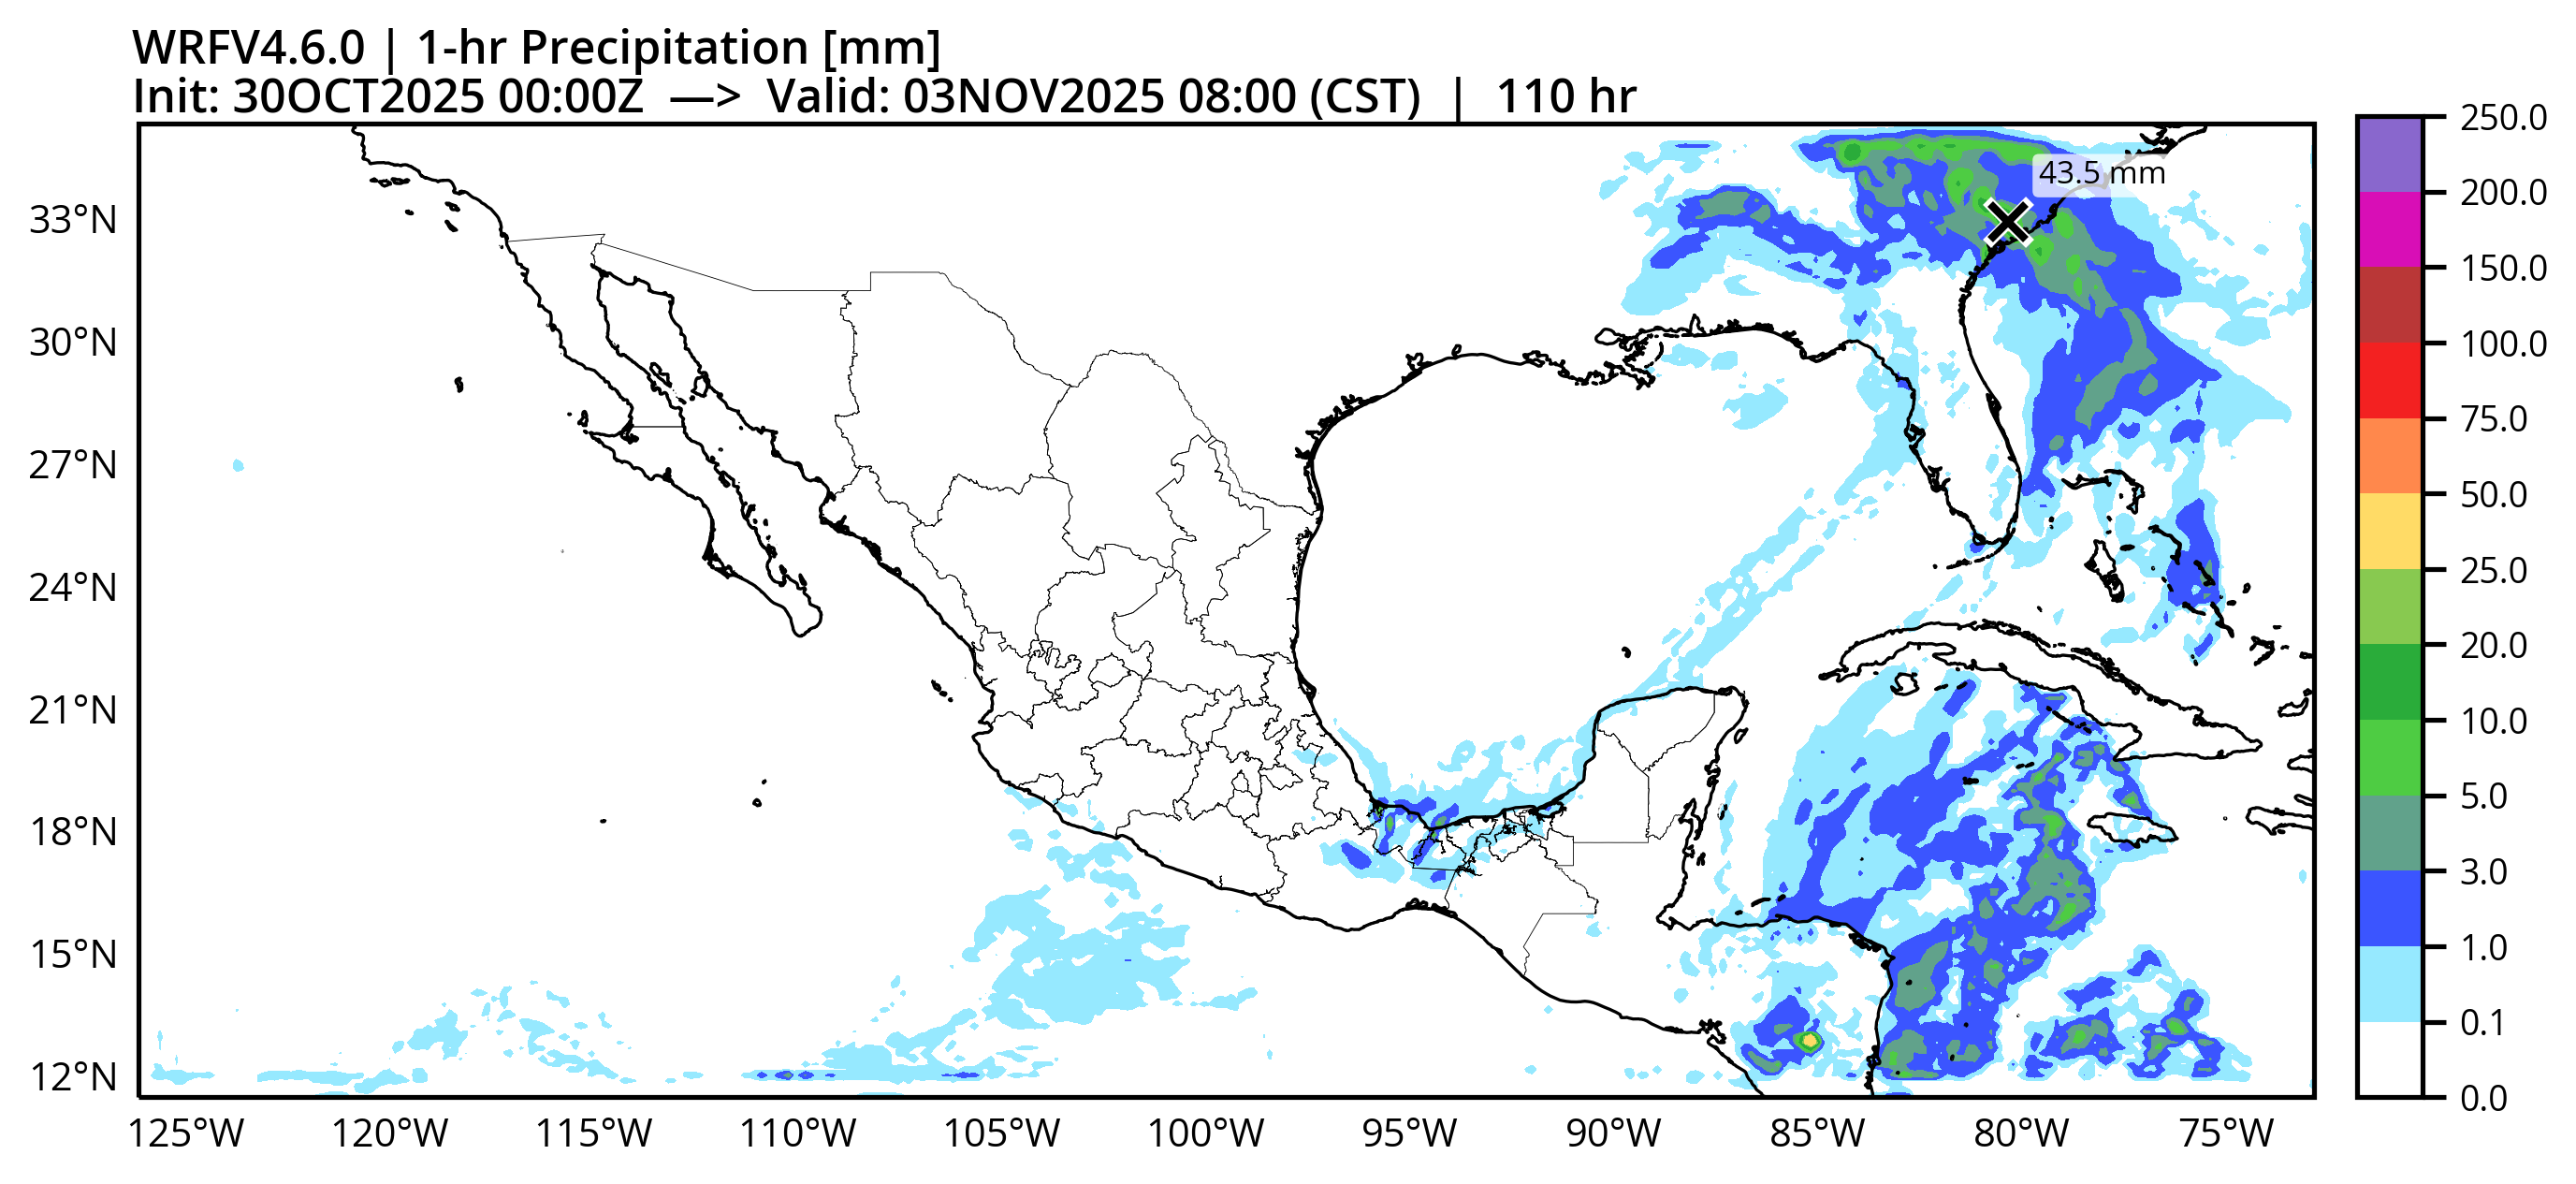 WRFV4.6.0 | 1-hr Precipitation [mm]
Init: 30OCT2025 00:00Z —> Valid: 03NOV2025 08:00 (CST) | 110 hr
43.5 mm
33°N
30°N
27°N
24°N
21°N
18°N
15°N
12°N
125°W 120°W 115°W 110°W 105°W 100°W 95°W 90°W 85°W 80°W 75°W
250.0
200.0
150.0
100.0
75.0
50.0
25.0
20.0
10.0
5.0
3.0
1.0
0.1
0.0